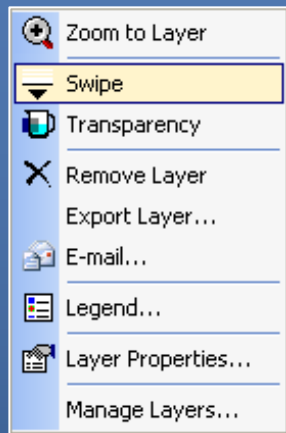 Zoom to Layer
Swipe
Transparency
Remove Layer
Export Layer...
E-mail...
Legend...
Layer Properties...
Manage Layers...